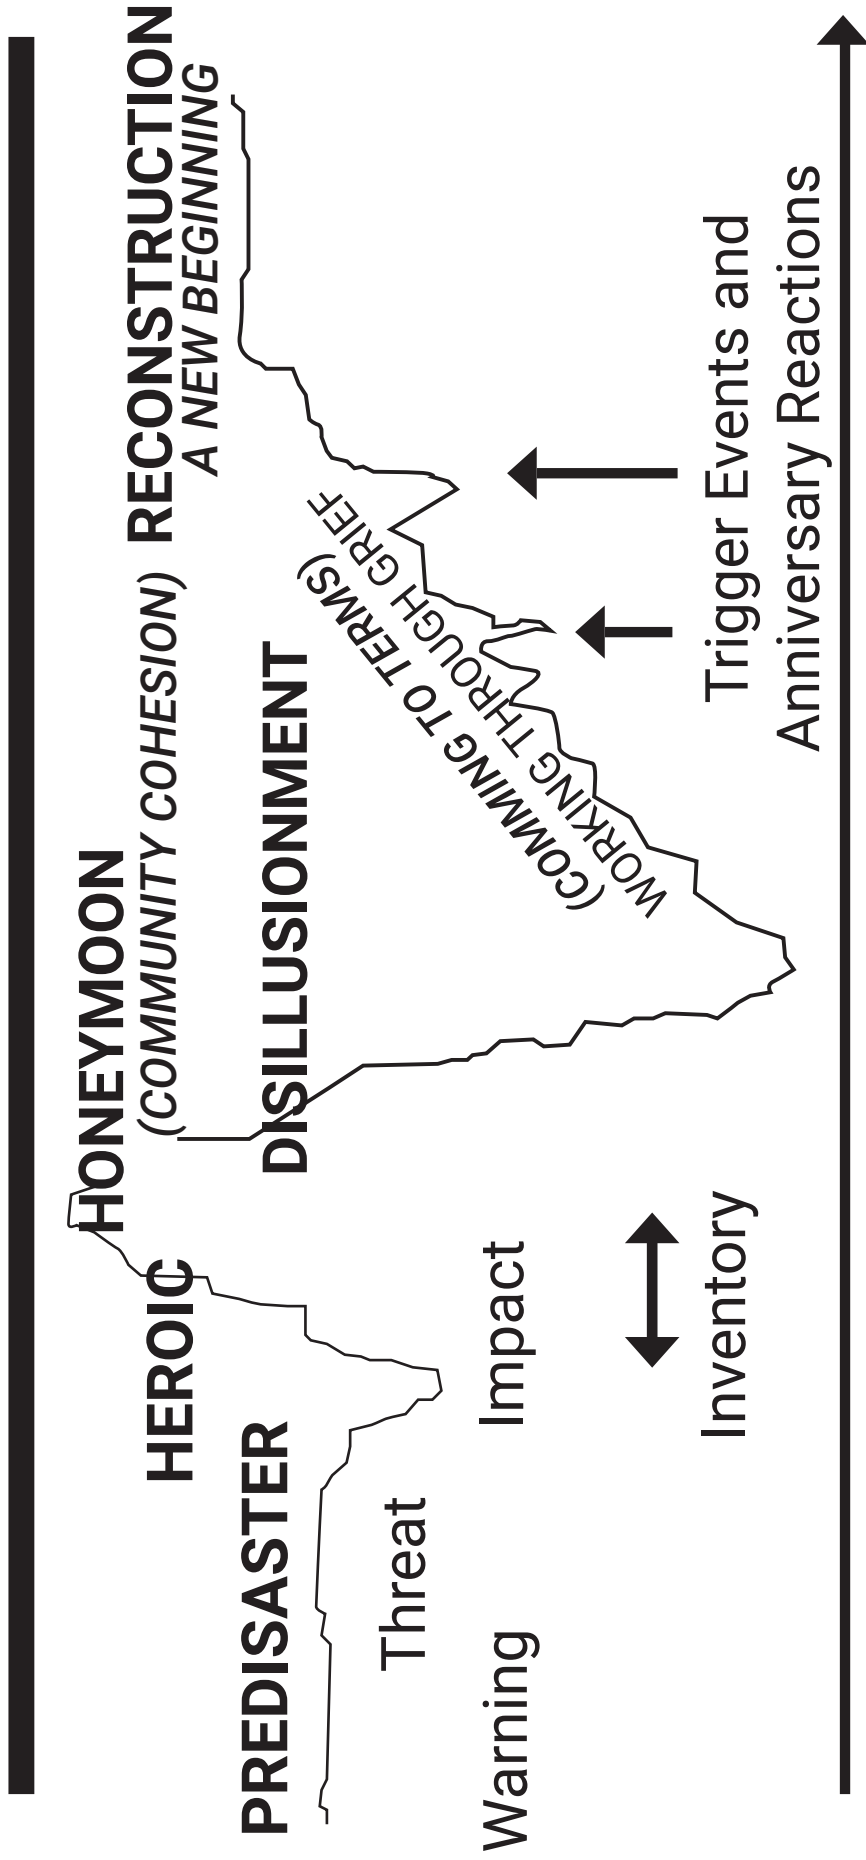 HONEYMOON
(COMMUNITY COHESION)
RECONSTRUCTION
A NEW BEGINNING
HEROIC
PREDISASTER
DISILLUSIONMENT
(COMMING TO TERMS)
WORKING THROUGH GRIEF
Threat
Warning
Impact
Inventory
Trigger Events and
Anniversary Reactions